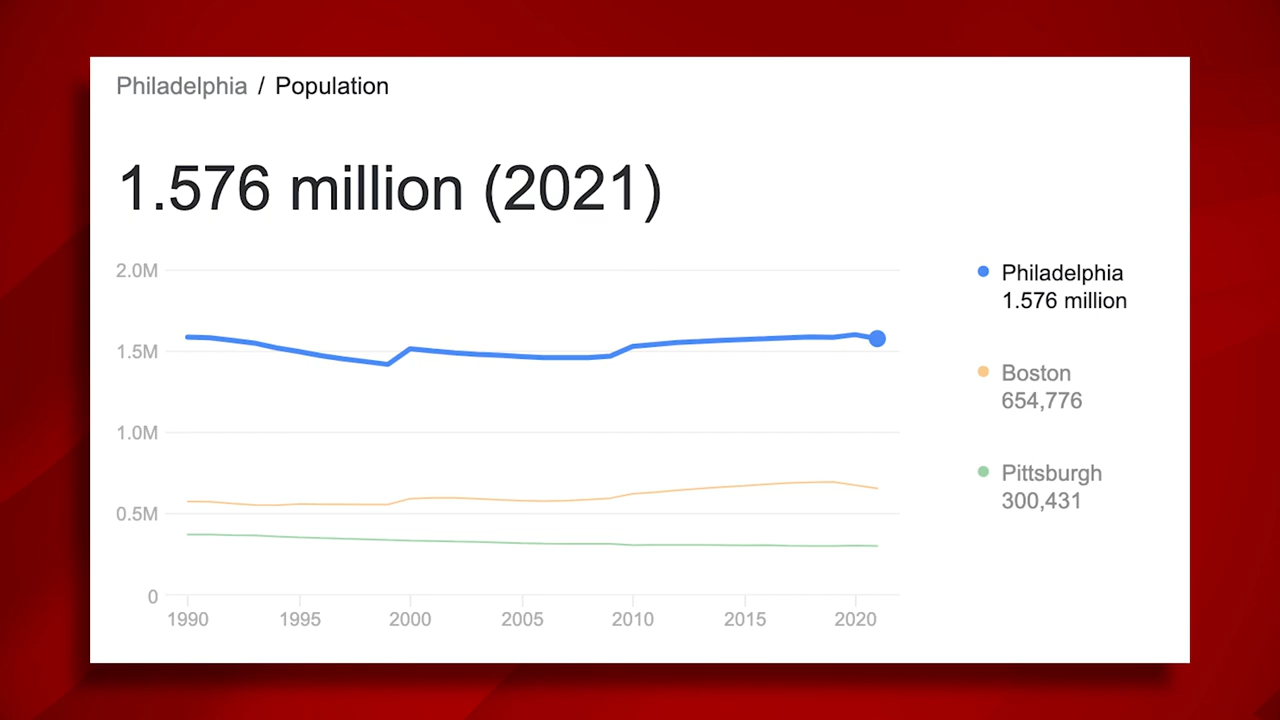 Philadelphia / Population
1.576 million (2021)
2.0M
1.5M
1.0M
0.5M
0
1990 1995 2000 2005 2010 2015 2020
Philadelphia
1.576 million
Boston
654,776
Pittsburgh
300,431